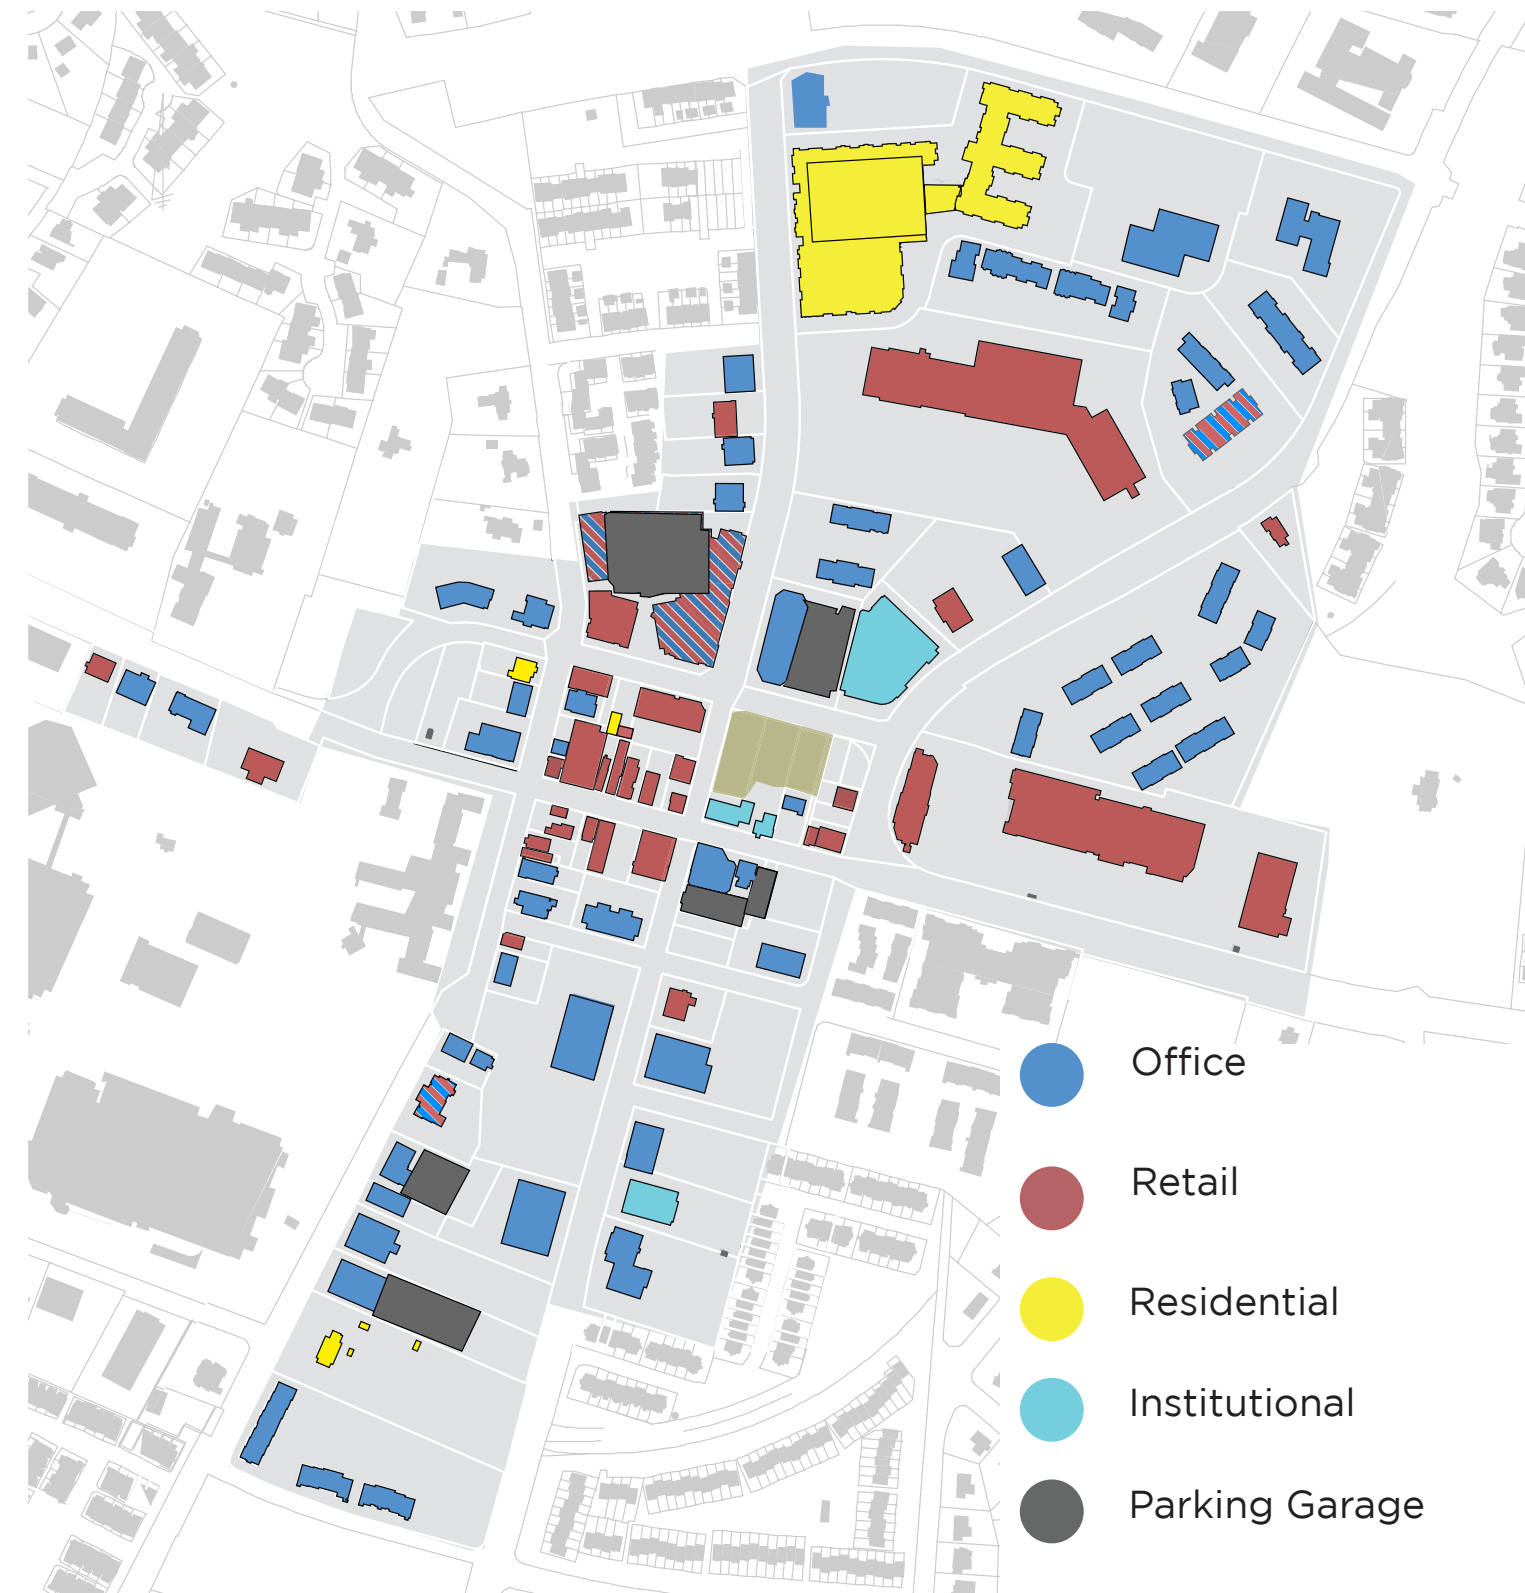 Office
Retail
Residential
Institutional
Parking Garage